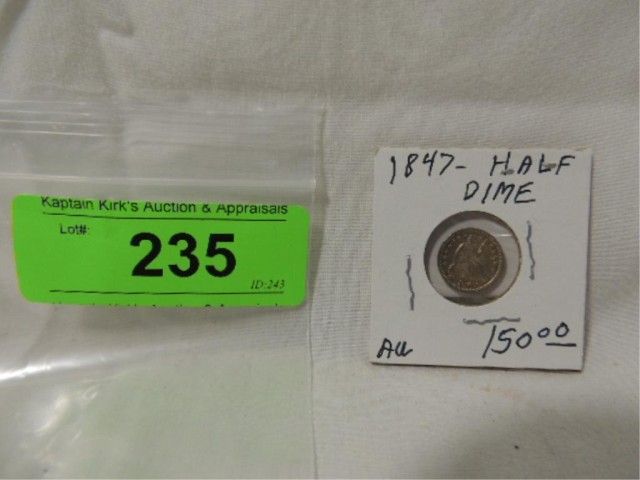 Kaptain Kirk's Auction & Appraisals
Lot#:
235
ID:243
1847- HALF
DIME
AU
150.00